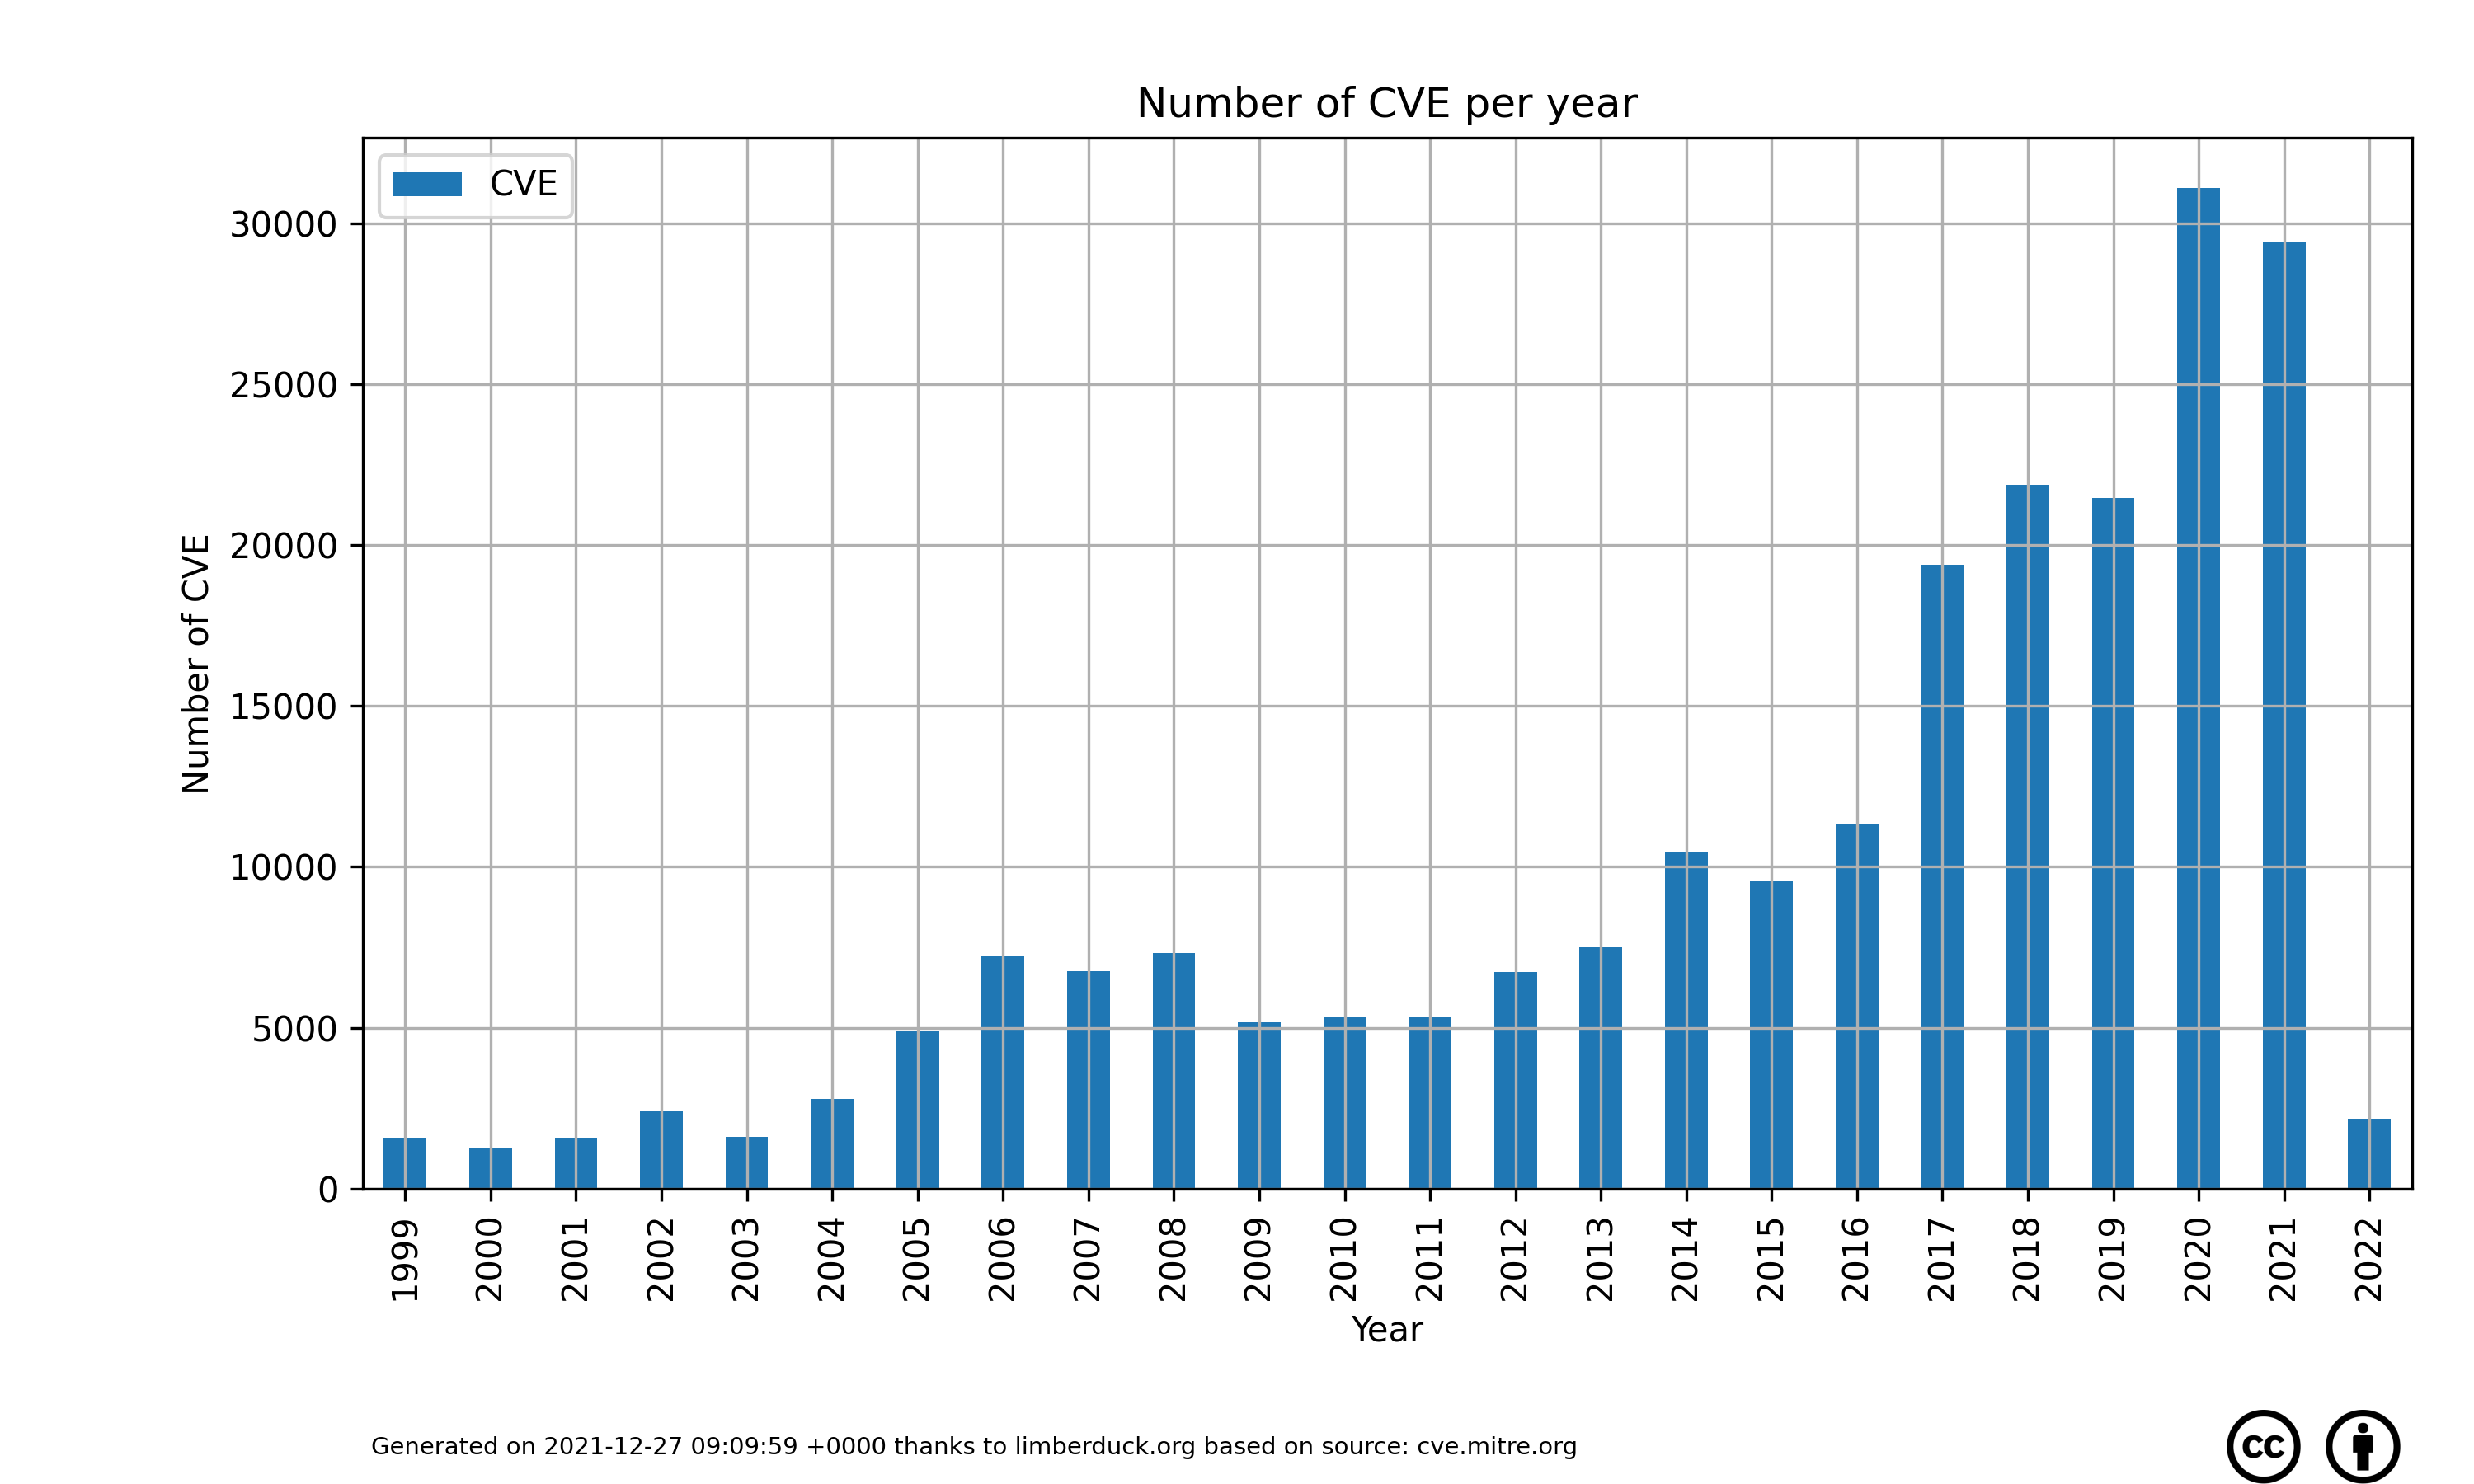 Number of CVE per year
CVE
30000
25000
20000
15000
10000
5000
0
Number of CVE
1999 2000 2001 2002 2003 2004 2005 2006 2007 2008 2009 2010 2011 2012 2013 2014 2015 2016 2017 2018 2019 2020 2021 2022
Year
Generated on 2021-12-27 09:09:59 +0000 thanks to limberduck.org based on source: cve.mitre.org
cc